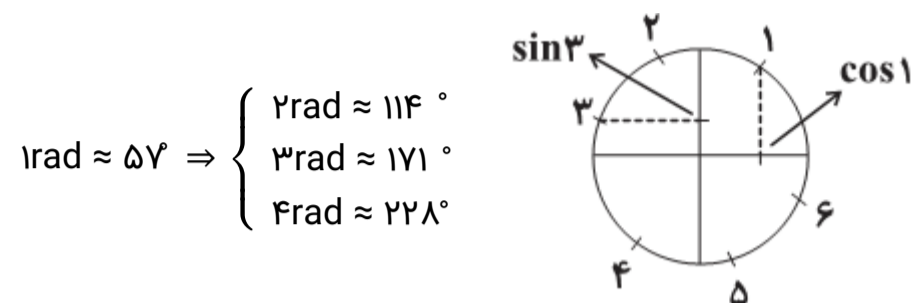 ۱rad ≈ ۵۷° ⇒ {
۲rad ≈ ۱۱۴ °
۳rad ≈ ۱۷۱ °
۴rad ≈ ۲۲۸°
۲
۱
sin۳
cos۱
۳
۶
۴
۵